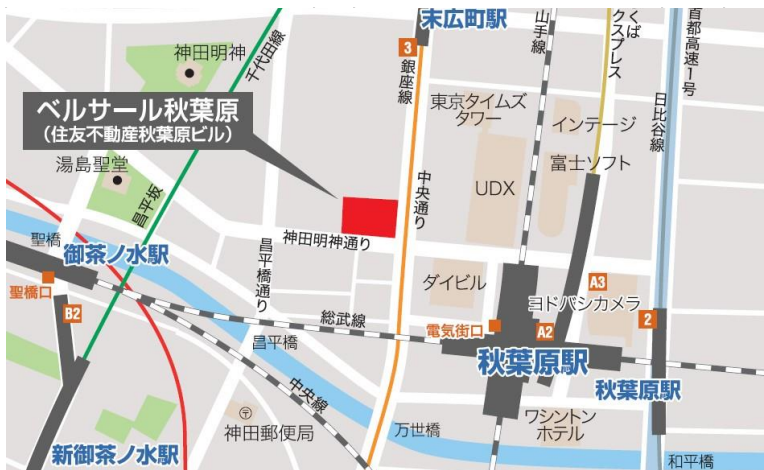 末広町駅
3
銀座線
山手線
くば
クスプレス
首都高速1号
日比谷線
神田明神
千代田線
ベルサール秋葉原
(住友不動産秋葉原ビル)
東京タイムズ
タワー
インテージ
富士ソフト
UDX
湯島聖堂
昌平坂
中央通り
神田明神通り
聖橋
御茶ノ水駅
昌平橋通り
ダイビル
聖橋口
B2
A3
ヨドバシカメラ
総武線
電気街口
A2
2
昌平橋
秋葉原駅
秋葉原駅
中央線
ワシントン
ホテル
〒
神田郵便局
万世橋
新御茶ノ水駅
和平橋